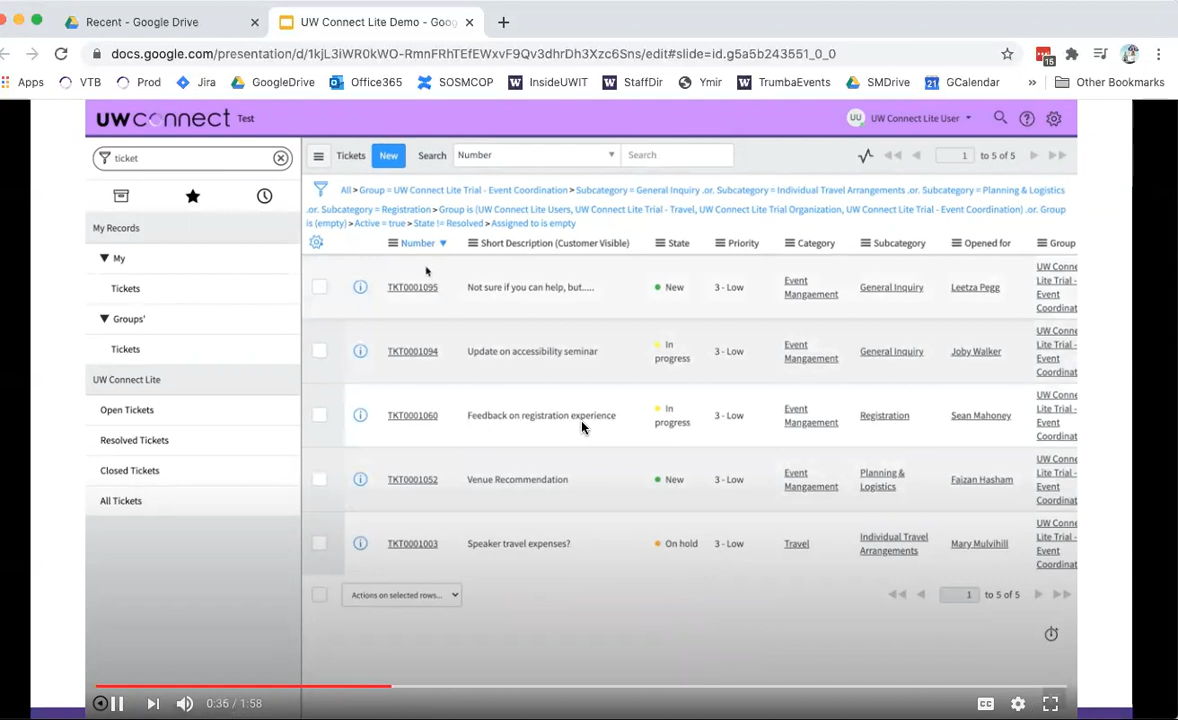 Recent - Google Drive
UW Connect Lite Demo - Goog
docs.google.com/presentation/d/1kjL3iWR0kWO-RmnFRhTEfEWxvF9Qv3dhrDh3Xzc6Sns/edit#slide=id.g5a5b243551_0_0
15
Apps VTB Prod Jira GoogleDrive Office365 SOSMCOP InsideUWIT StaffDir Ymir TrumbaEvents SMDrive GCalendar » Other Bookmarks
UW connect Test
UU UW Connect Lite User
ticket
Tickets New Search Number Search 1 to 5 of 5
All > Group = UW Connect Lite Trial - Event Coordination > Subcategory = General Inquiry .or. Subcategory = Individual Travel Arrangements .or. Subcategory = Planning & Logistics
.or. Subcategory = Registration > Group is (UW Connect Lite Users, UW Connect Lite Trial - Travel, UW Connect Lite Trial Organization, UW Connect Lite Trial - Event Coordination) .or. Group
is (empty) > Active = true > State != Resolved > Assigned to is empty
My Records
My
Tickets
Groups'
Tickets
UW Connect Lite
Open Tickets
Resolved Tickets
Closed Tickets
All Tickets
Number Short Description (Customer Visible) State Priority Category Subcategory Opened for Group
TKT0001095 Not sure if you can help, but..... New 3 - Low Event Mangaement General Inquiry Leetza Pegg UW Conne Lite Trial - Event Coordinat
TKT0001094 Update on accessibility seminar In progress 3 - Low Event Mangaement General Inquiry Joby Walker UW Conne Lite Trial - Event Coordinat
TKT0001060 Feedback on registration experience In progress 3 - Low Event Mangaement Registration Sean Mahoney UW Conne Lite Trial - Event Coordinat
TKT0001052 Venue Recommendation New 3 - Low Event Mangaement Planning & Logistics Faizan Hasham UW Conne Lite Trial - Event Coordinat
TKT0001003 Speaker travel expenses? On hold 3 - Low Travel Individual Travel Arrangements Mary Mulvihill UW Conne Lite Trial - Event Coordinat
Actions on selected rows... 1 to 5 of 5
0:36 / 1:58 CC